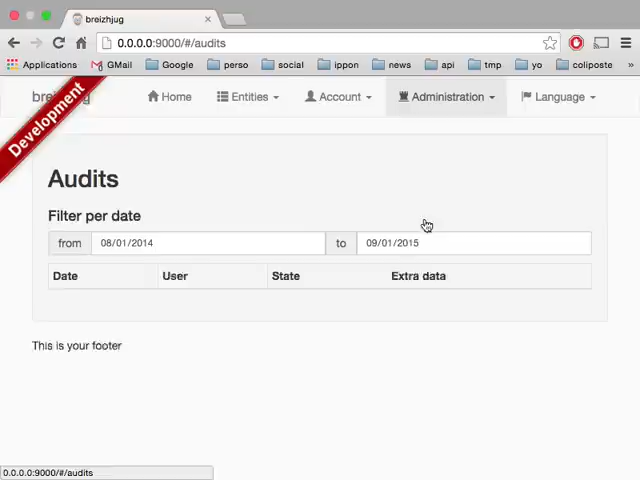 breizhjug
0.0.0.0:9000/#/audits
Applications GMail Google perso social ippon news api tmp yo coliposte »
Development
Home Entities Account Administration Language
Audits
Filter per date
from 08/01/2014 to 09/01/2015
Date User State Extra data
This is your footer
0.0.0.0:9000/#/audits